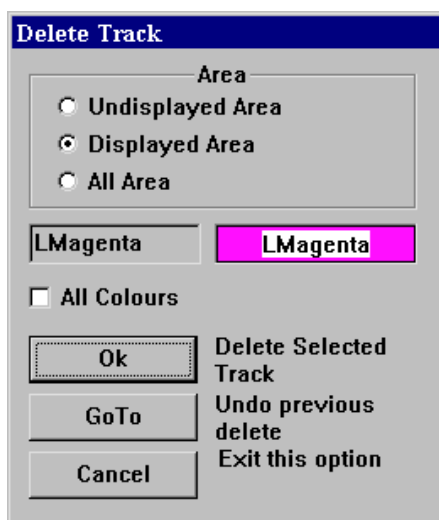 Delete Track
Area
Undisplayed Area
Displayed Area
All Area
LMagenta LMagenta
All Colours
Ok Delete Selected
Track
GoTo Undo previous
delete
Cancel Exit this option